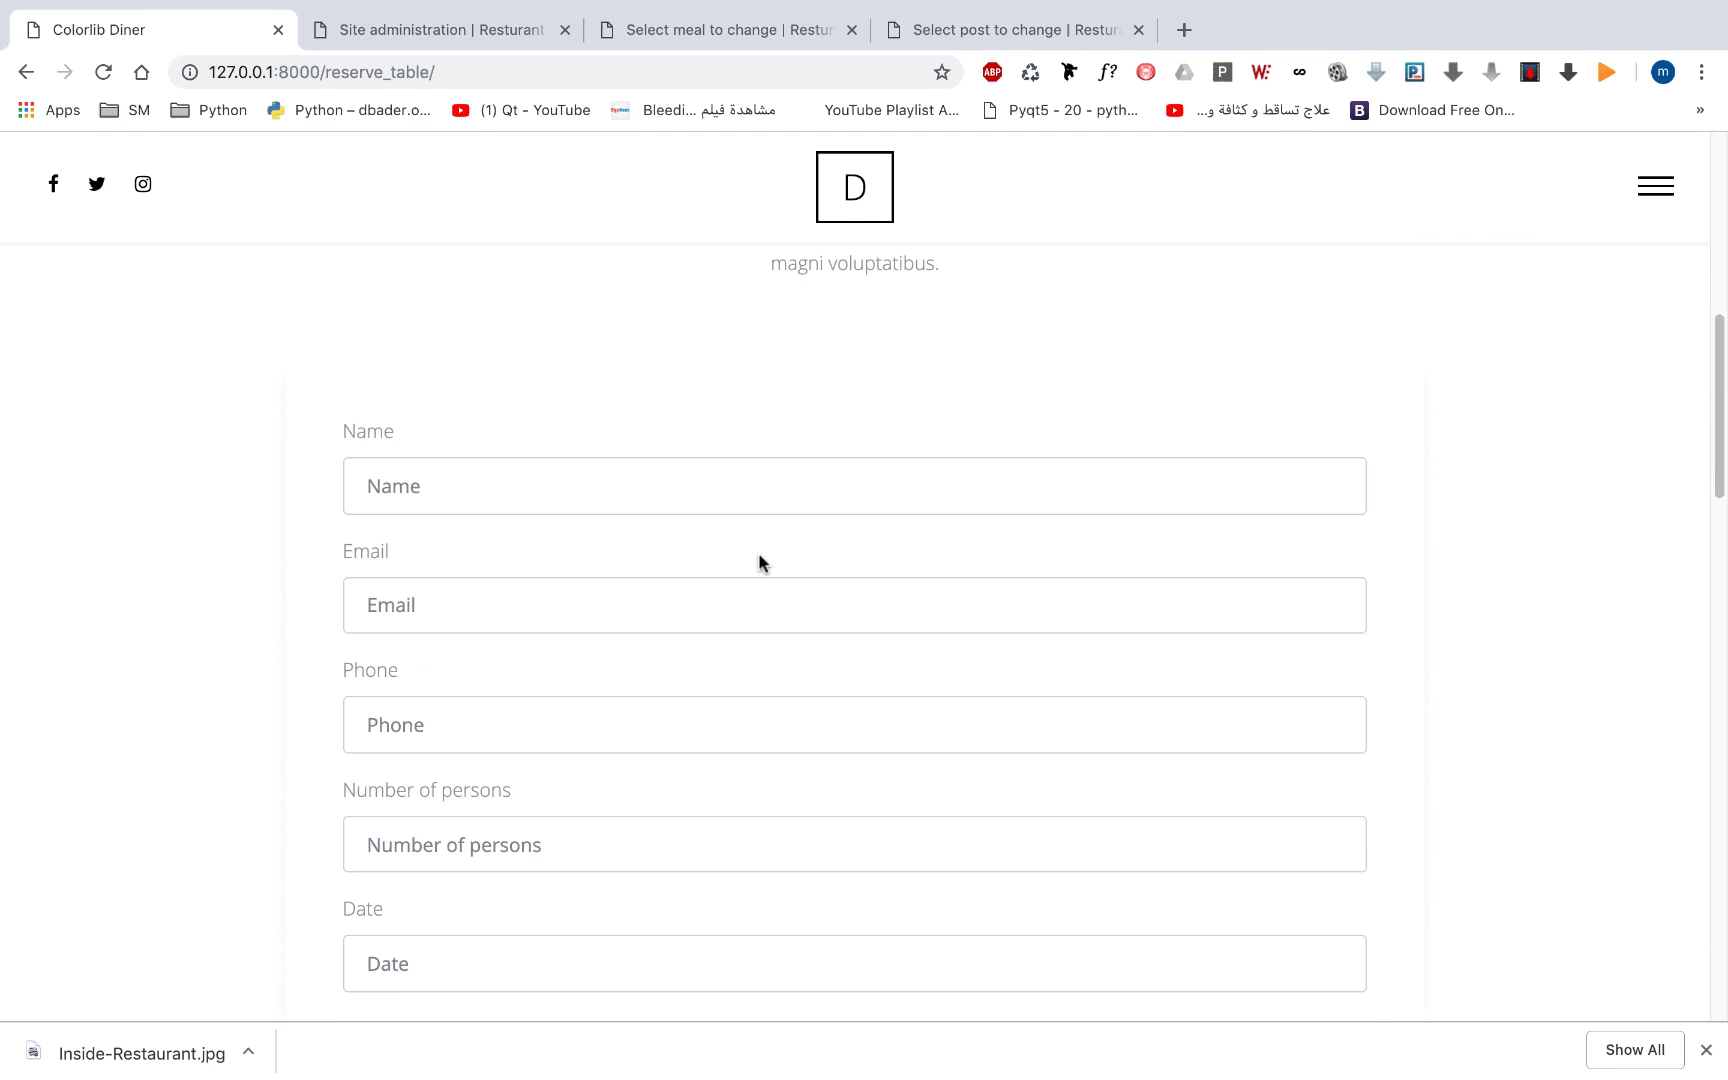 Colorlib Diner
Site administration | Resturant
Select meal to change | Restur
Select post to change | Restur
127.0.0.1:8000/reserve_table/
ABP
f?
P
W
P
m
Apps
SM
Python
Python – dbader.o...
(1) Qt - YouTube
Bleedi... مشاهدة فيلم
YouTube Playlist A...
Pyqt5 - 20 - pyth...
علاج تساقط و كثافة و...
B
Download Free On...
»
D
magni voluptatibus.
Name
Name
Email
Email
Phone
Phone
Number of persons
Number of persons
Date
Date
Inside-Restaurant.jpg
Show All